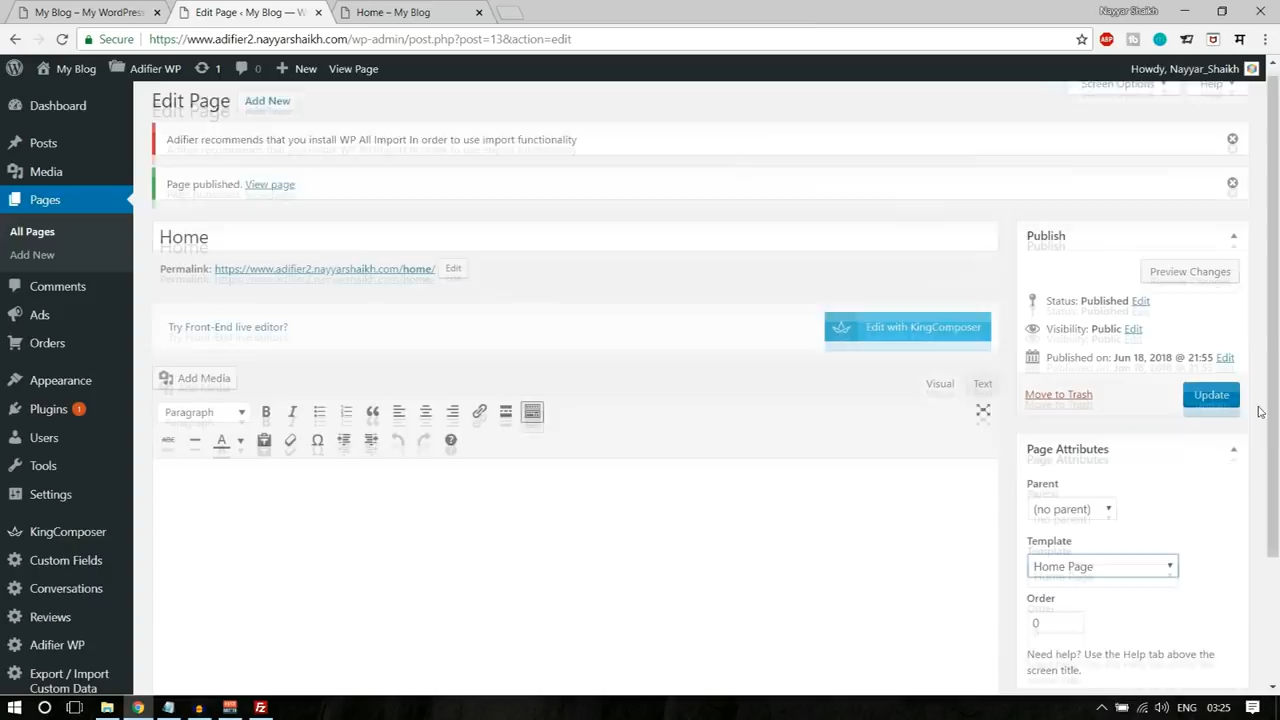 My Blog – My WordPress
Edit Page ‹ My Blog —
Home – My Blog
Nayyar Shaikh
Secure
https://www.adifier2.nayyarshaikh.com/wp-admin/post.php?post=13&action=edit
My Blog
Adifier WP
1
0
New
View Page
Howdy, Nayyar_Shaikh
Dashboard
Posts
Media
Pages
All Pages
Add New
Comments
Ads
Orders
Appearance
Plugins 1
Users
Tools
Settings
KingComposer
Custom Fields
Conversations
Reviews
Adifier WP
Export / Import
Custom Data
Edit Page
Add New
Screen Options
Help
Adifier recommends that you install WP All Import In order to use import functionality
Page published. View page
Home
Permalink: https://www.adifier2.nayyarshaikh.com/home/
Edit
Try Front-End live editor?
Edit with KingComposer
Add Media
Visual
Text
Paragraph
Publish
Preview Changes
Status: Published Edit
Visibility: Public Edit
Published on: Jun 18, 2018 @ 21:55 Edit
Move to Trash
Update
Page Attributes
Parent
(no parent)
Template
Home Page
Order
0
Need help? Use the Help tab above the
screen title.
ENG
03:25